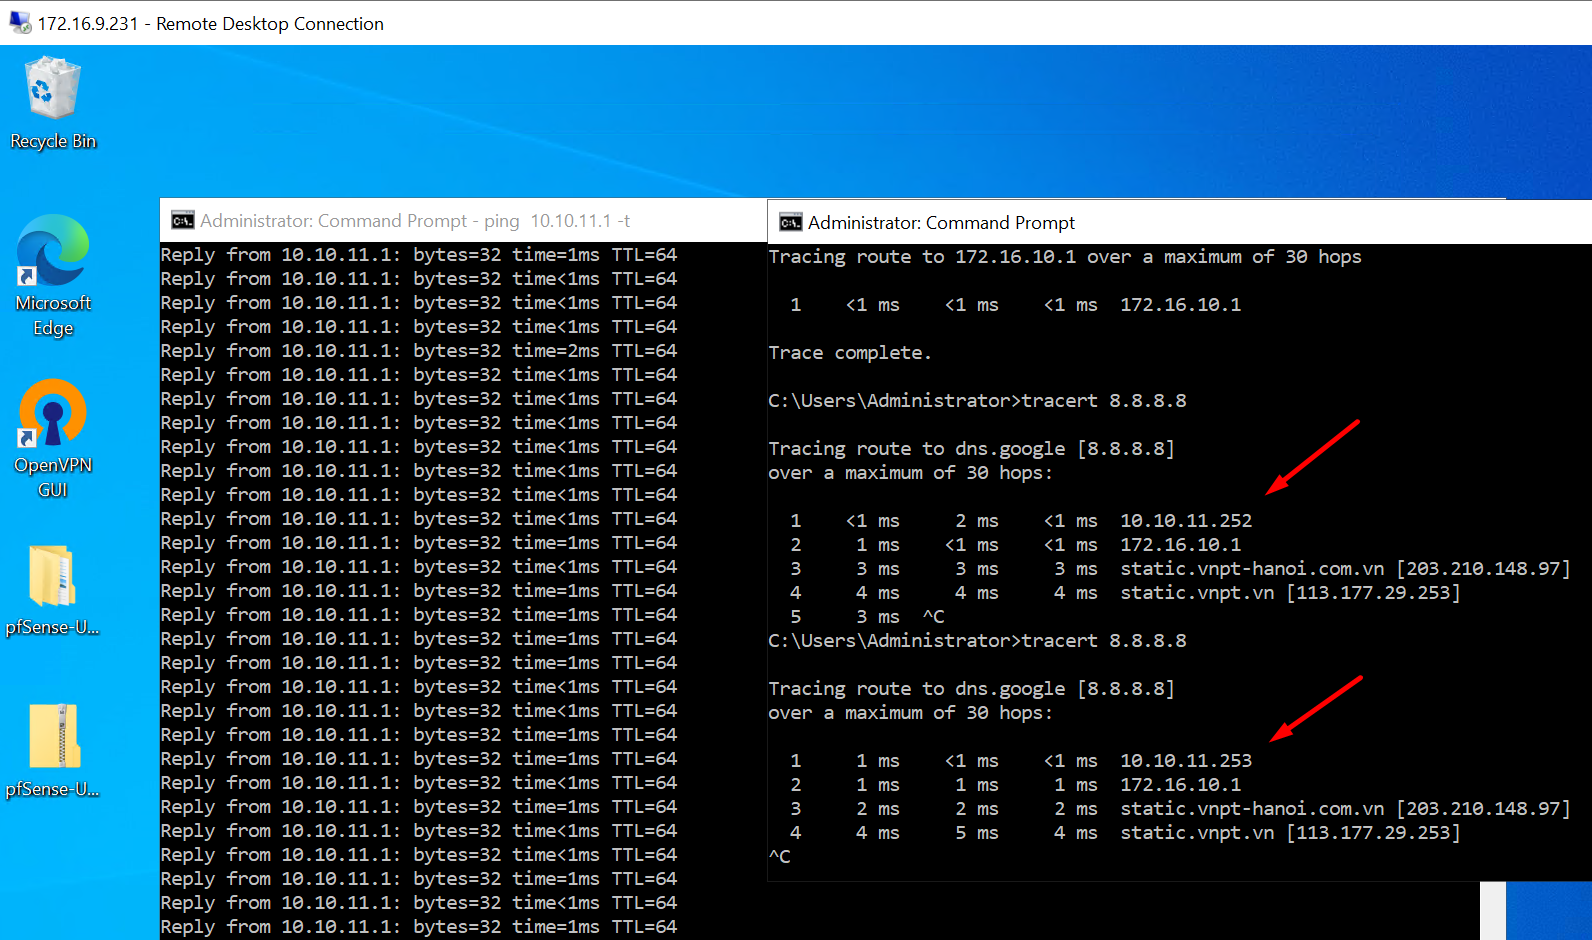 172.16.9.231 - Remote Desktop Connection
Recycle Bin
Microsoft
Edge
OpenVPN
GUI
pfSense-U...
pfSense-U...
Administrator: Command Prompt - ping  10.10.11.1 -t
Reply from 10.10.11.1: bytes=32 time=1ms TTL=64
Reply from 10.10.11.1: bytes=32 time<1ms TTL=64
Reply from 10.10.11.1: bytes=32 time<1ms TTL=64
Reply from 10.10.11.1: bytes=32 time<1ms TTL=64
Reply from 10.10.11.1: bytes=32 time=2ms TTL=64
Reply from 10.10.11.1: bytes=32 time<1ms TTL=64
Reply from 10.10.11.1: bytes=32 time<1ms TTL=64
Reply from 10.10.11.1: bytes=32 time<1ms TTL=64
Reply from 10.10.11.1: bytes=32 time<1ms TTL=64
Reply from 10.10.11.1: bytes=32 time<1ms TTL=64
Reply from 10.10.11.1: bytes=32 time<1ms TTL=64
Reply from 10.10.11.1: bytes=32 time<1ms TTL=64
Reply from 10.10.11.1: bytes=32 time=1ms TTL=64
Reply from 10.10.11.1: bytes=32 time<1ms TTL=64
Reply from 10.10.11.1: bytes=32 time<1ms TTL=64
Reply from 10.10.11.1: bytes=32 time=1ms TTL=64
Reply from 10.10.11.1: bytes=32 time<1ms TTL=64
Reply from 10.10.11.1: bytes=32 time=1ms TTL=64
Reply from 10.10.11.1: bytes=32 time=1ms TTL=64
Reply from 10.10.11.1: bytes=32 time=1ms TTL=64
Reply from 10.10.11.1: bytes=32 time=1ms TTL=64
Reply from 10.10.11.1: bytes=32 time<1ms TTL=64
Reply from 10.10.11.1: bytes=32 time<1ms TTL=64
Reply from 10.10.11.1: bytes=32 time=1ms TTL=64
Reply from 10.10.11.1: bytes=32 time<1ms TTL=64
Reply from 10.10.11.1: bytes=32 time<1ms TTL=64
Reply from 10.10.11.1: bytes=32 time=1ms TTL=64
Reply from 10.10.11.1: bytes=32 time<1ms TTL=64
Reply from 10.10.11.1: bytes=32 time=1ms TTL=64
Administrator: Command Prompt
Tracing route to 172.16.10.1 over a maximum of 30 hops
1    <1 ms    <1 ms    <1 ms  172.16.10.1
Trace complete.
C:\Users\Administrator>tracert 8.8.8.8
Tracing route to dns.google [8.8.8.8]
over a maximum of 30 hops:
1    <1 ms     2 ms    <1 ms  10.10.11.252
2     1 ms    <1 ms    <1 ms  172.16.10.1
3     3 ms     3 ms     3 ms  static.vnpt-hanoi.com.vn [203.210.148.97]
4     4 ms     4 ms     4 ms  static.vnpt.vn [113.177.29.253]
5     3 ms  ^C
C:\Users\Administrator>tracert 8.8.8.8
Tracing route to dns.google [8.8.8.8]
over a maximum of 30 hops:
1     1 ms    <1 ms    <1 ms  10.10.11.253
2     1 ms     1 ms     1 ms  172.16.10.1
3     2 ms     2 ms     2 ms  static.vnpt-hanoi.com.vn [203.210.148.97]
4     4 ms     5 ms     4 ms  static.vnpt.vn [113.177.29.253]
^C